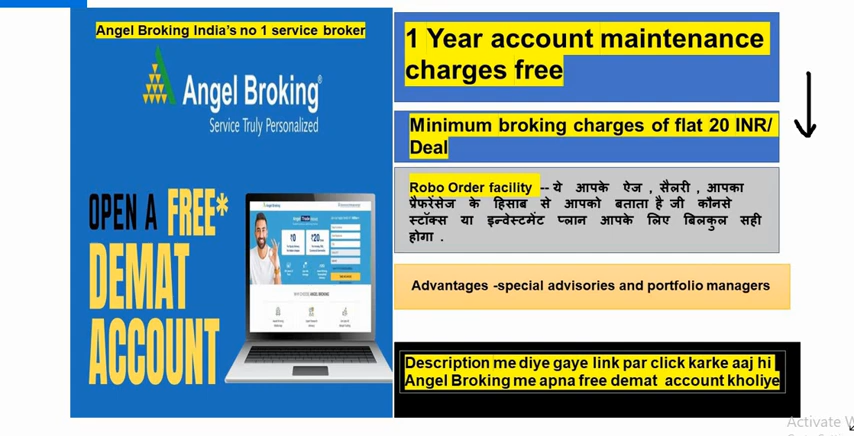 Angel Broking India's no 1 service broker
Angel Broking
Service Truly Personalized
OPEN A FREE*
DEMAT
ACCOUNT
1 Year account maintenance
charges free
Minimum broking charges of flat 20 INR/
Deal
Robo Order facility -- ये आपके ऐज , सैलरी , आपका
प्रैफरेंसेज के हिसाब से आपको बताता है जी कौनसे
स्टॉक्स या इन्वेस्टमेंट प्लान आपके लिए बिलकुल सही
होगा .
Advantages -special advisories and portfolio managers
Description me diye gaye link par click karke aaj hi
Angel Broking me apna free demat account kholiye
Activate W